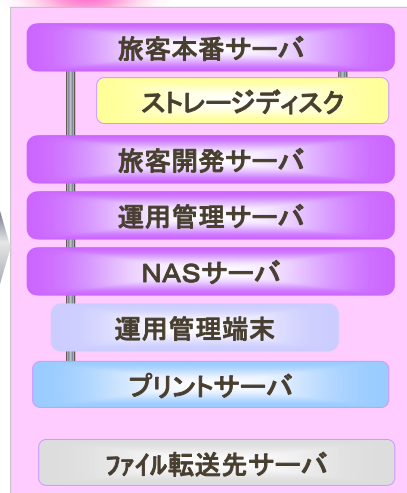 旅客本番サーバ
ストレージディスク
旅客開発サーバ
運用管理サーバ
NASサーバ
運用管理端末
プリントサーバ
ファイル転送先サーバ